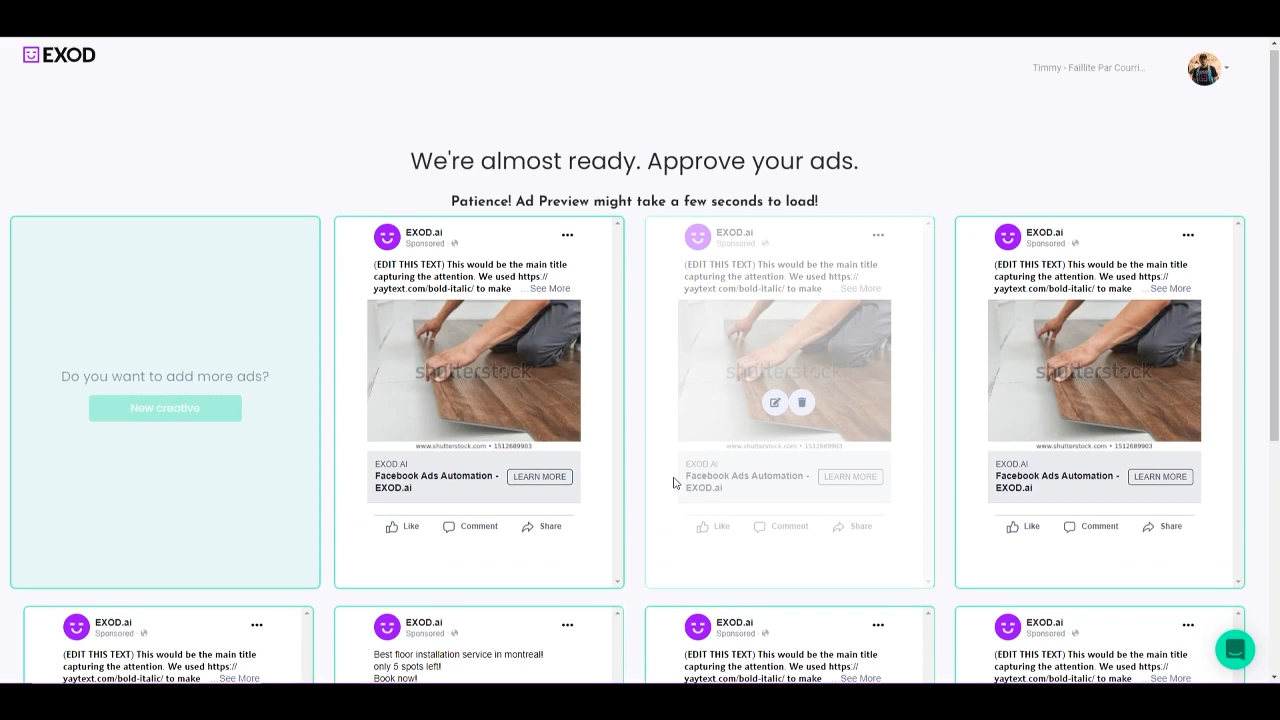 EXOD
Timmy - Faillite Par Courri...
We're almost ready. Approve your ads.
Patience! Ad Preview might take a few seconds to load!
Do you want to add more ads?
New creative
EXOD.ai
Sponsored ·
(EDIT THIS TEXT) This would be the main title
capturing the attention. We used https://
yaytext.com/bold-italic/ to make ...See More
shutterstock
www.shutterstock.com • 1512689903
EXOD.AI
Facebook Ads Automation -
EXOD.ai
LEARN MORE
Like Comment Share
EXOD.ai
Sponsored ·
(EDIT THIS TEXT) This would be the main title
capturing the attention. We used https://
yaytext.com/bold-italic/ to make ...See More
shutterstock
www.shutterstock.com • 1512689903
EXOD.AI
Facebook Ads Automation -
EXOD.ai
LEARN MORE
Like Comment Share
EXOD.ai
Sponsored ·
(EDIT THIS TEXT) This would be the main title
capturing the attention. We used https://
yaytext.com/bold-italic/ to make ...See More
shutterstock
www.shutterstock.com • 1512689903
EXOD.AI
Facebook Ads Automation -
EXOD.ai
LEARN MORE
Like Comment Share
EXOD.ai
Sponsored ·
(EDIT THIS TEXT) This would be the main title
capturing the attention. We used https://
yaytext.com/bold-italic/ to make ...See More
EXOD.ai
Sponsored ·
Best floor installation service in montreal!
only 5 spots left!
Book now!
EXOD.ai
Sponsored ·
(EDIT THIS TEXT) This would be the main title
capturing the attention. We used https://
yaytext.com/bold-italic/ to make ...See More
EXOD.ai
Sponsored ·
(EDIT THIS TEXT) This would be the main title
capturing the attention. We used https://
yaytext.com/bold-italic/ to make ...See More